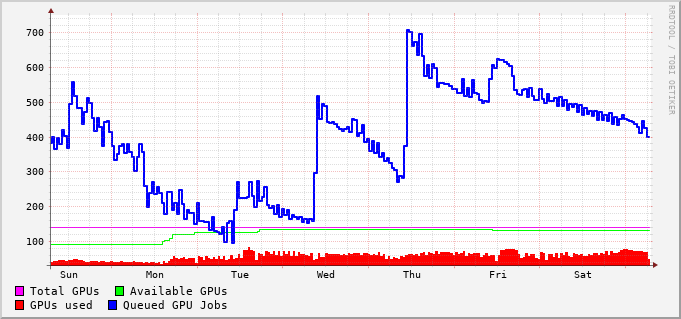 700
600
500
400
300
200
100
Sun Mon Tue Wed Thu Fri Sat
Total GPUs Available GPUs
GPUs used Queued GPU Jobs
RRDTOOL / TOBI OETIKER